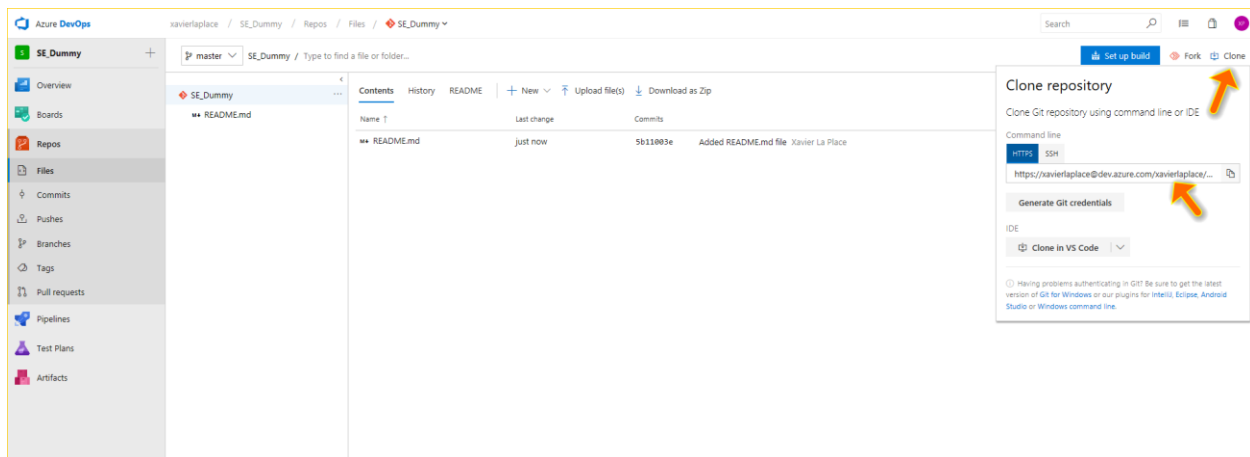 Azure DevOps
xavierlaplace / SE_Dummy / Repos / Files / SE_Dummy
Search
XP
S SE_Dummy
master SE_Dummy / Type to find a file or folder...
Set up build Fork Clone
Overview
Boards
Repos
Files
Commits
Pushes
Branches
Tags
Pull requests
Pipelines
Test Plans
Artifacts
SE_Dummy ...
M↓ README.md
Contents History README + New Upload file(s) Download as Zip
Name ↑ Last change Commits
M↓ README.md just now 5b11003e Added README.md file Xavier La Place
Clone repository
Clone Git repository using command line or IDE
Command line
HTTPS SSH
https://xavierlaplace@dev.azure.com/xavierlaplace/...
Generate Git credentials
IDE
Clone in VS Code
Having problems authenticating in Git? Be sure to get the latest
version of Git for Windows or our plugins for IntelliJ, Eclipse, Android
Studio or Windows command line.